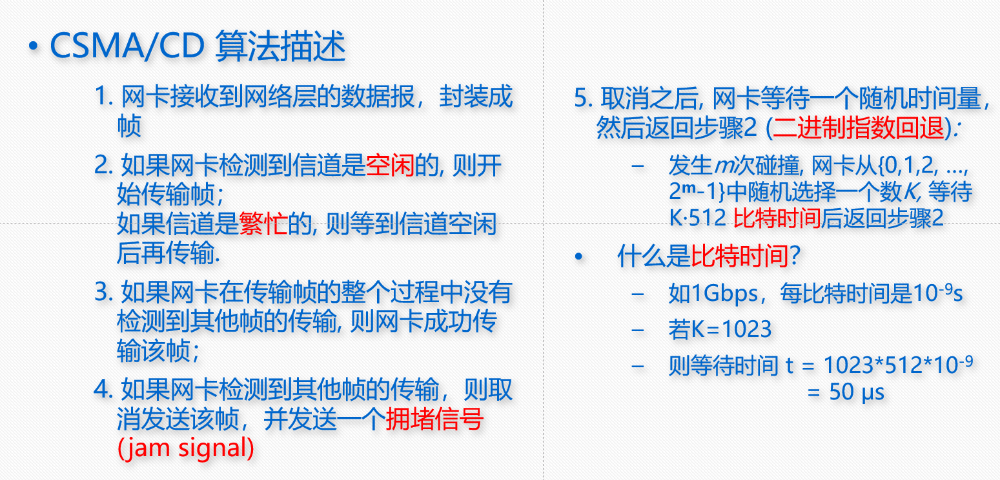 • CSMA/CD 算法描述
1. 网卡接收到网络层的数据报，封装成
帧
2. 如果网卡检测到信道是空闲的, 则开
始传输帧；
如果信道是繁忙的, 则等到信道空闲
后再传输.
3. 如果网卡在传输帧的整个过程中没有
检测到其他帧的传输, 则网卡成功传
输该帧；
4. 如果网卡检测到其他帧的传输，则取
消发送该帧，并发送一个拥堵信号
(jam signal)
5. 取消之后, 网卡等待一个随机时间量，
然后返回步骤2 (二进制指数回退):
– 发生m次碰撞, 网卡从{0,1,2, ...,
2ᵐ-1}中随机选择一个数K, 等待
K·512 比特时间后返回步骤2
• 什么是比特时间？
– 如1Gbps，每比特时间是10⁻⁹s
– 若K=1023
– 则等待时间 t = 1023*512*10⁻⁹
= 50 μs